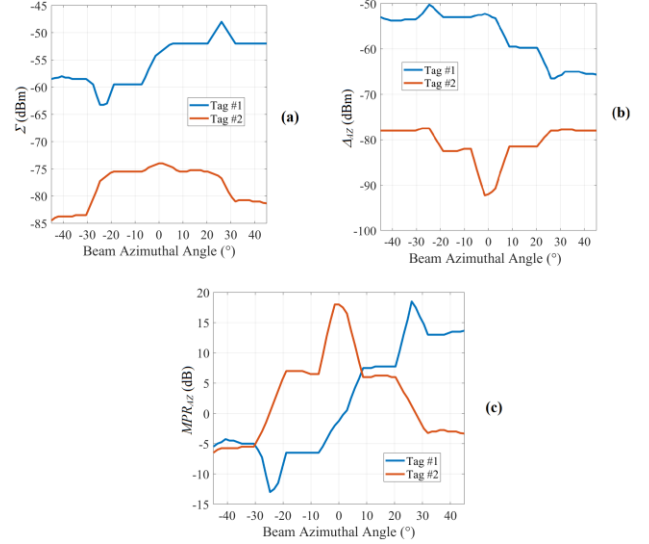 -45
-50
-55
-60
-65
-70
-75
-80
-85
Σ (dBm)
Tag #1
Tag #2
-40 -30 -20 -10 0 10 20 30 40
Beam Azimuthal Angle (°)
(a)
-50
-60
-70
-80
-90
-100
Δ_AZ (dBm)
Tag #1
Tag #2
-40 -30 -20 -10 0 10 20 30 40
Beam Azimuthal Angle (°)
(b)
20
15
10
5
0
-5
-10
-15
MPR_AZ (dB)
Tag #1
Tag #2
-40 -30 -20 -10 0 10 20 30 40
Beam Azimuthal Angle (°)
(c)